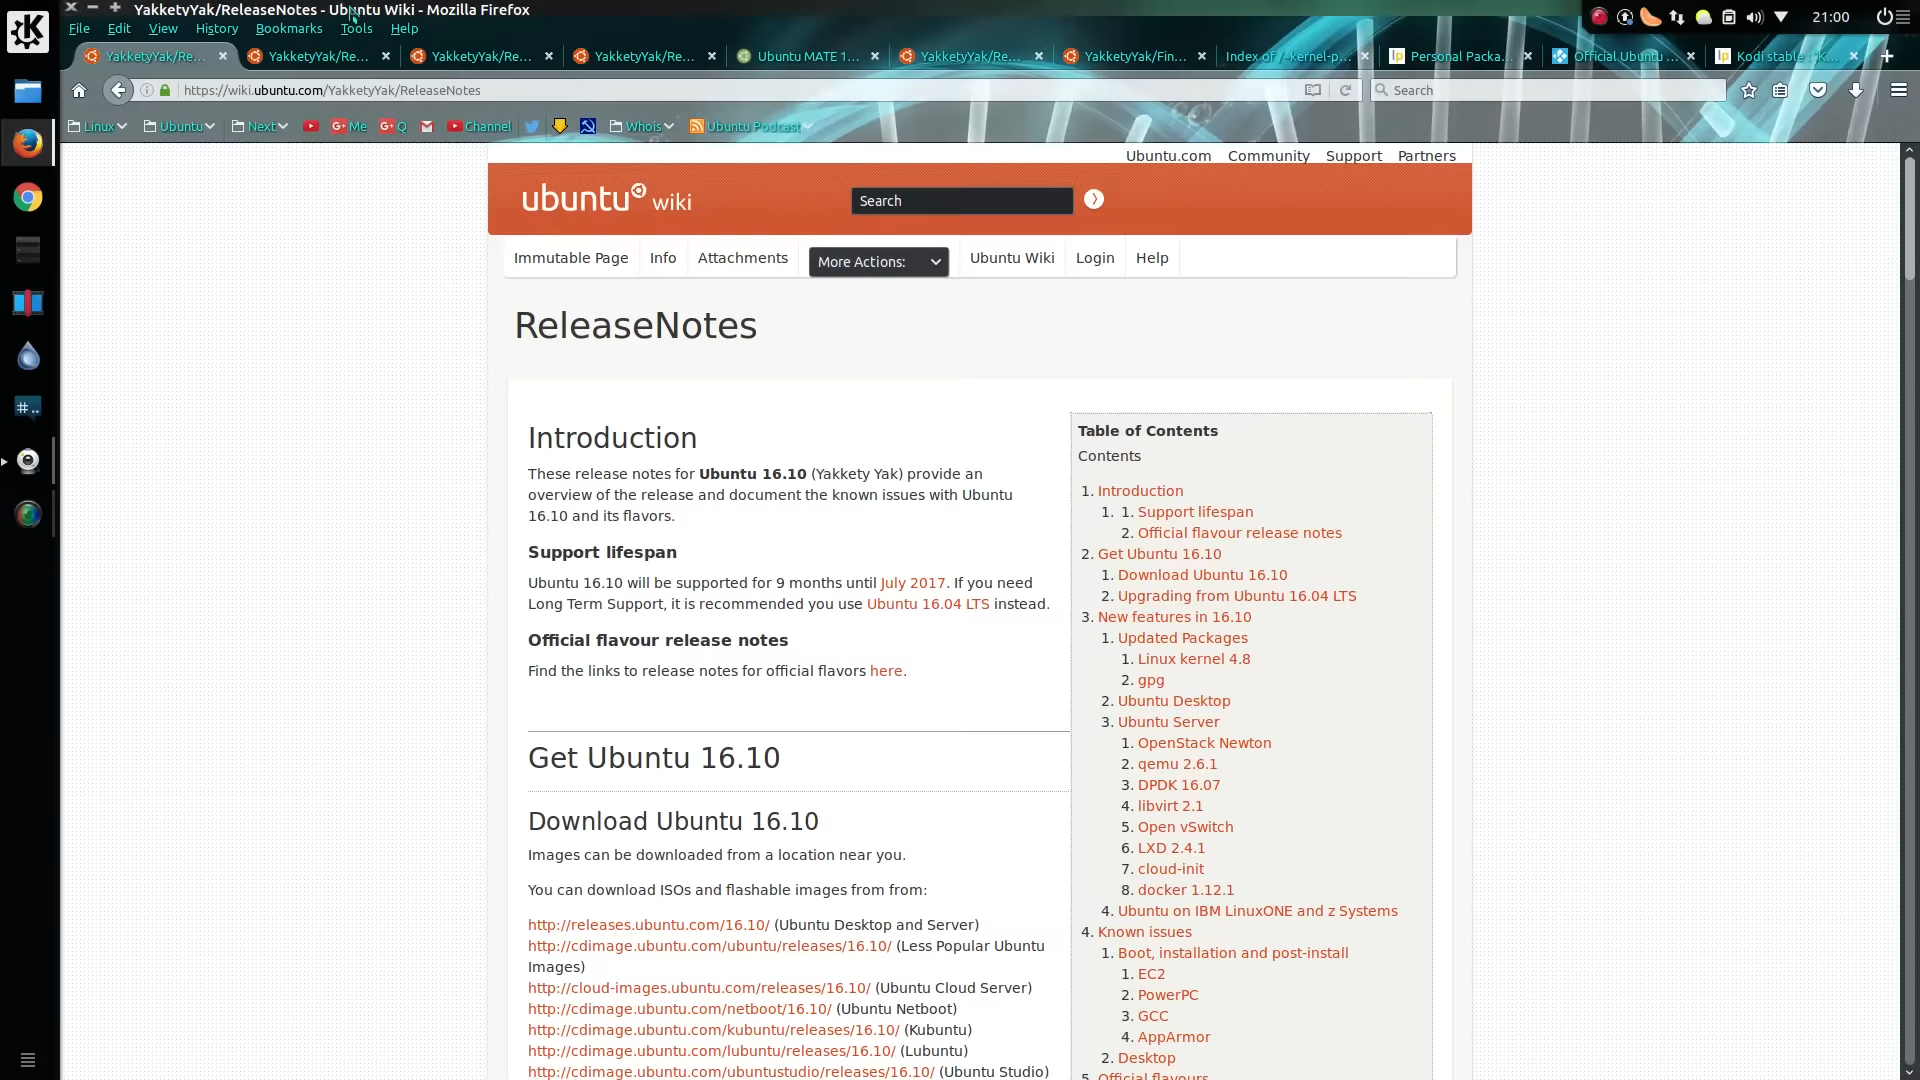 YakketyYak/ReleaseNotes - Ubuntu Wiki - Mozilla Firefox
21:00
File Edit View History Bookmarks Tools Help
YakketyYak/Re... YakketyYak/Re... YakketyYak/Re... YakketyYak/Re... Ubuntu MATE 1... YakketyYak/Re... YakketyYak/Fin... Index of /~kernel-p... Personal Packa... Official Ubuntu ... Kodi stable : "K...
https://wiki.ubuntu.com/YakketyYak/ReleaseNotes
Search
Linux Ubuntu Next G+ Me G+ Q Channel Whois Ubuntu Podcast
Ubuntu.com Community Support Partners
ubuntu wiki
Search
Immutable Page Info Attachments More Actions: Ubuntu Wiki Login Help
ReleaseNotes
Introduction
These release notes for Ubuntu 16.10 (Yakkety Yak) provide an
overview of the release and document the known issues with Ubuntu
16.10 and its flavors.
Support lifespan
Ubuntu 16.10 will be supported for 9 months until July 2017. If you need
Long Term Support, it is recommended you use Ubuntu 16.04 LTS instead.
Official flavour release notes
Find the links to release notes for official flavors here.
Get Ubuntu 16.10
Download Ubuntu 16.10
Images can be downloaded from a location near you.
You can download ISOs and flashable images from from:
http://releases.ubuntu.com/16.10/ (Ubuntu Desktop and Server)
http://cdimage.ubuntu.com/ubuntu/releases/16.10/ (Less Popular Ubuntu
Images)
http://cloud-images.ubuntu.com/releases/16.10/ (Ubuntu Cloud Server)
http://cdimage.ubuntu.com/netboot/16.10/ (Ubuntu Netboot)
http://cdimage.ubuntu.com/kubuntu/releases/16.10/ (Kubuntu)
http://cdimage.ubuntu.com/lubuntu/releases/16.10/ (Lubuntu)
http://cdimage.ubuntu.com/ubuntustudio/releases/16.10/ (Ubuntu Studio)
Table of Contents
Contents
1. Introduction
1. 1. Support lifespan
2. Official flavour release notes
2. Get Ubuntu 16.10
1. Download Ubuntu 16.10
2. Upgrading from Ubuntu 16.04 LTS
3. New features in 16.10
1. Updated Packages
1. Linux kernel 4.8
2. gpg
2. Ubuntu Desktop
3. Ubuntu Server
1. OpenStack Newton
2. qemu 2.6.1
3. DPDK 16.07
4. libvirt 2.1
5. Open vSwitch
6. LXD 2.4.1
7. cloud-init
8. docker 1.12.1
4. Ubuntu on IBM LinuxONE and z Systems
4. Known issues
1. Boot, installation and post-install
1. EC2
2. PowerPC
3. GCC
4. AppArmor
2. Desktop
5. Official flavours